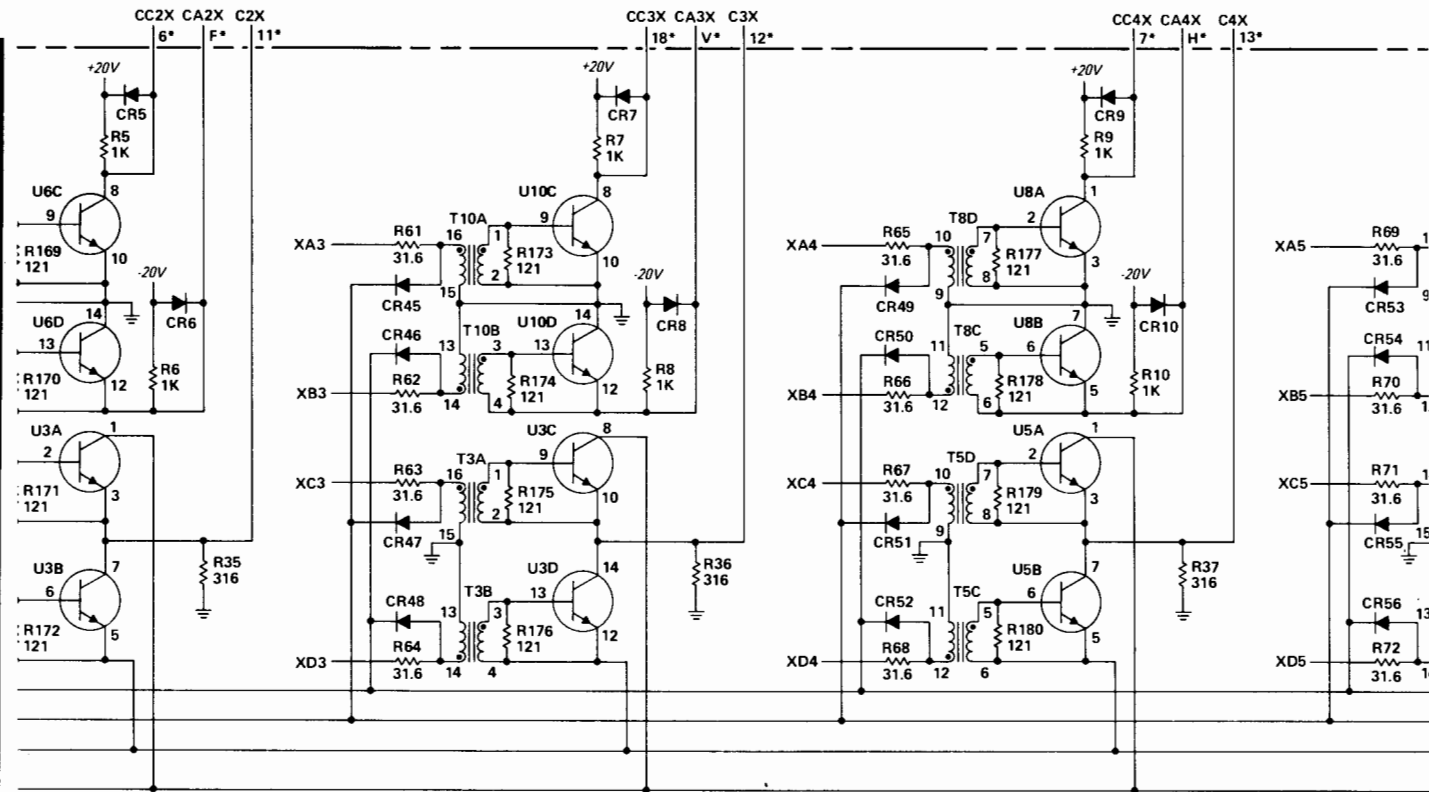 CC2X CA2X C2X
6* F* 11*
CC3X CA3X C3X
18* V* 12*
CC4X CA4X C4X
7* H* 13*
+20V
CR5
R5
1K
U6C
8
9
R169
121
10
-20V
CR6
14
U6D
13
R170
121
12
R6
1K
U3A
1
2
R171
121
3
R35
316
U3B
7
6
R172
121
5
+20V
CR7
R7
1K
U10C
8
9
10
XA3
R61
31.6
T10A
16
1
R173
121
2
15
CR45
-20V
CR8
CR46
T10B
U10D
14
13
3
13
R174
121
12
R8
1K
XB3
R62
31.6
14
4
U3C
8
9
10
XC3
R63
31.6
T3A
16
1
R175
121
2
15
CR47
R36
316
U3D
14
13
12
CR48
T3B
13
3
R176
121
XD3
R64
31.6
14
4
+20V
CR9
R9
1K
U8A
1
2
3
XA4
R65
31.6
T8D
10
7
R177
121
8
9
CR49
-20V
CR10
CR50
T8C
U8B
7
11
5
6
R178
121
5
R10
1K
XB4
R66
31.6
12
6
U5A
1
2
3
XC4
R67
31.6
T5D
10
7
R179
121
8
9
CR51
R37
316
U5B
7
6
5
CR52
T5C
11
5
R180
121
XD4
R68
31.6
12
6
XA5
R69
31.6
CR53
9
CR54
XB5
R70
31.6
XC5
R71
31.6
CR55
15
CR56
13
XD5
R72
31.6